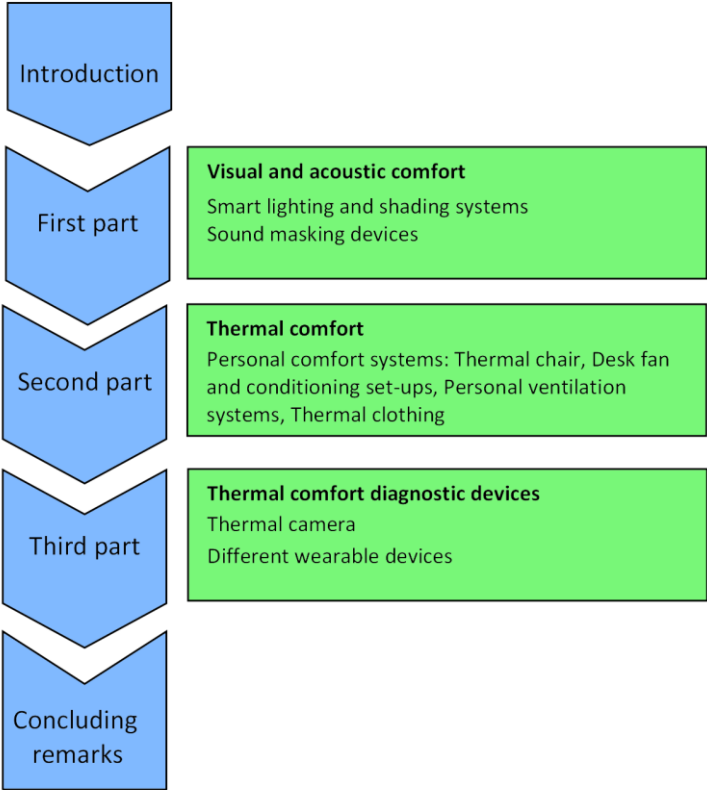 Introduction
First part
Visual and acoustic comfort
Smart lighting and shading systems
Sound masking devices
Second part
Thermal comfort
Personal comfort systems: Thermal chair, Desk fan
and conditioning set-ups, Personal ventilation
systems, Thermal clothing
Third part
Thermal comfort diagnostic devices
Thermal camera
Different wearable devices
Concluding
remarks